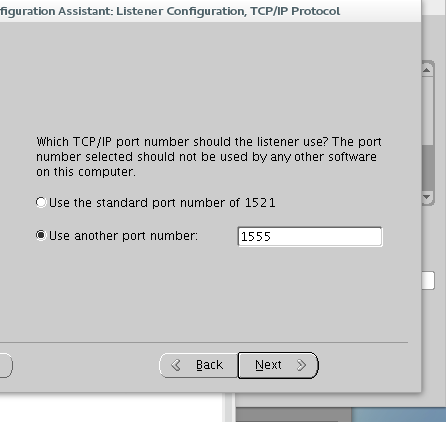 figuration Assistant: Listener Configuration, TCP/IP Protocol
Which TCP/IP port number should the listener use? The port
number selected should not be used by any other software
on this computer.
Use the standard port number of 1521
Use another port number:
1555
Back
Next